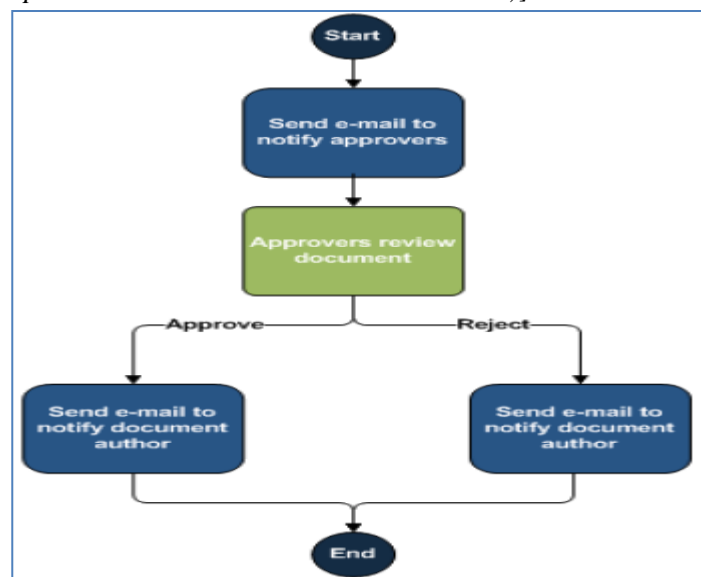 Start
Send e-mail to
notify approvers
Approvers review
document
Approve
Reject
Send e-mail to
notify document
author
Send e-mail to
notify document
author
End